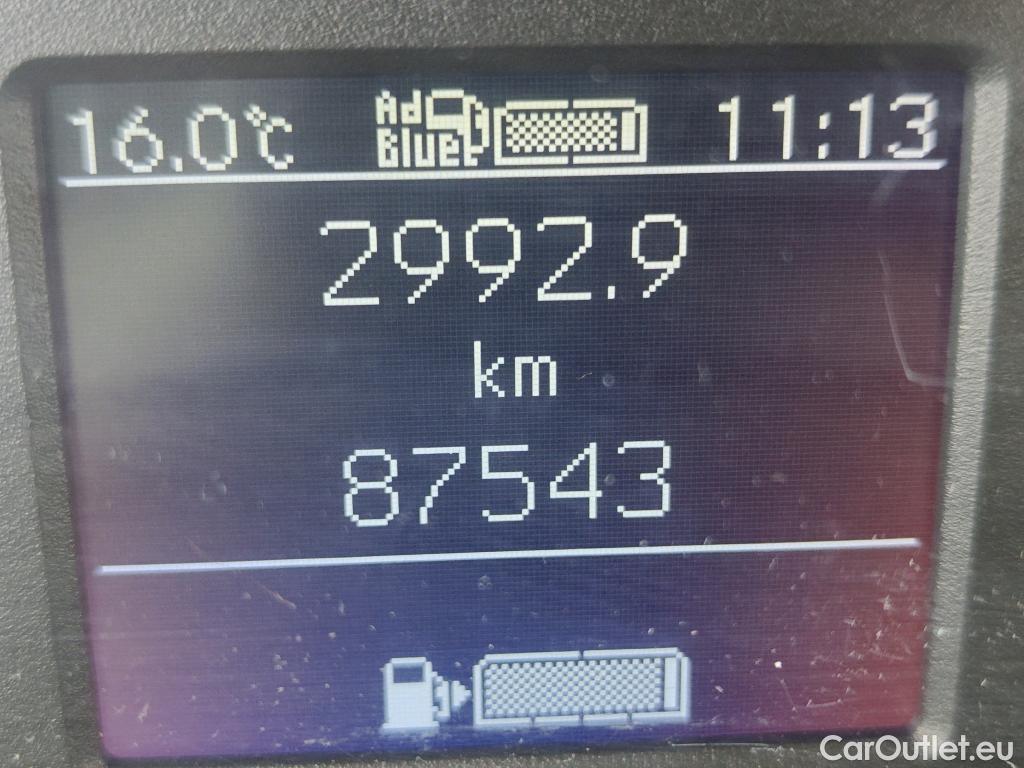 16.0°C Ad Blue 11:13
2992.9
km
87543
CarOutlet.eu